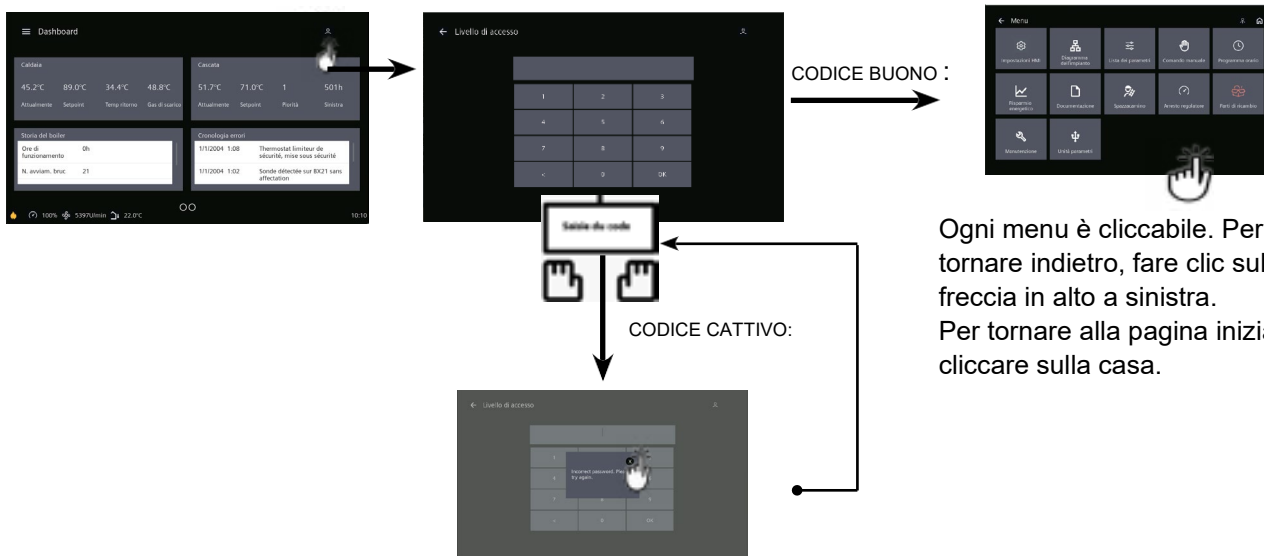 Dashboard
Caldaia
45.2°C 89.0°C 34.4°C 48.8°C
Attualmente Setpoint Temp ritorno Gas di scarico
Cascata
51.7°C 71.0°C 1 501h
Attualmente Setpoint Piorità Sinistra
Storia del boiler
Ore di funzionamento 0h
N. avviam. bruc 21
Cronologia errori
1/1/2004 1:08 Thermostat limiteur de
sécurité, mise sous sécurité
1/1/2004 1:02 Sonde détectée sur BX21 sans
affectation
100% 5397U/min 22.0°C 10:10
Livello di accesso
1 2 3
4 5 6
7 8 9
< 0 OK
Saisie du code
CODICE BUONO :
Menu
Impostazioni HMI Diagramma dell'impianto Lista dei parametri Comando manuale Programma orario
Risparmio energetico Documentazione Spazzacamino Arresto regolatore Parti di ricambio
Manutenzione Unità parametri
Ogni menu è cliccabile. Per
tornare indietro, fare clic sul
freccia in alto a sinistra.
Per tornare alla pagina inizia
cliccare sulla casa.
CODICE CATTIVO:
Livello di accesso
Incorrect password.
try again.
7
0 OK